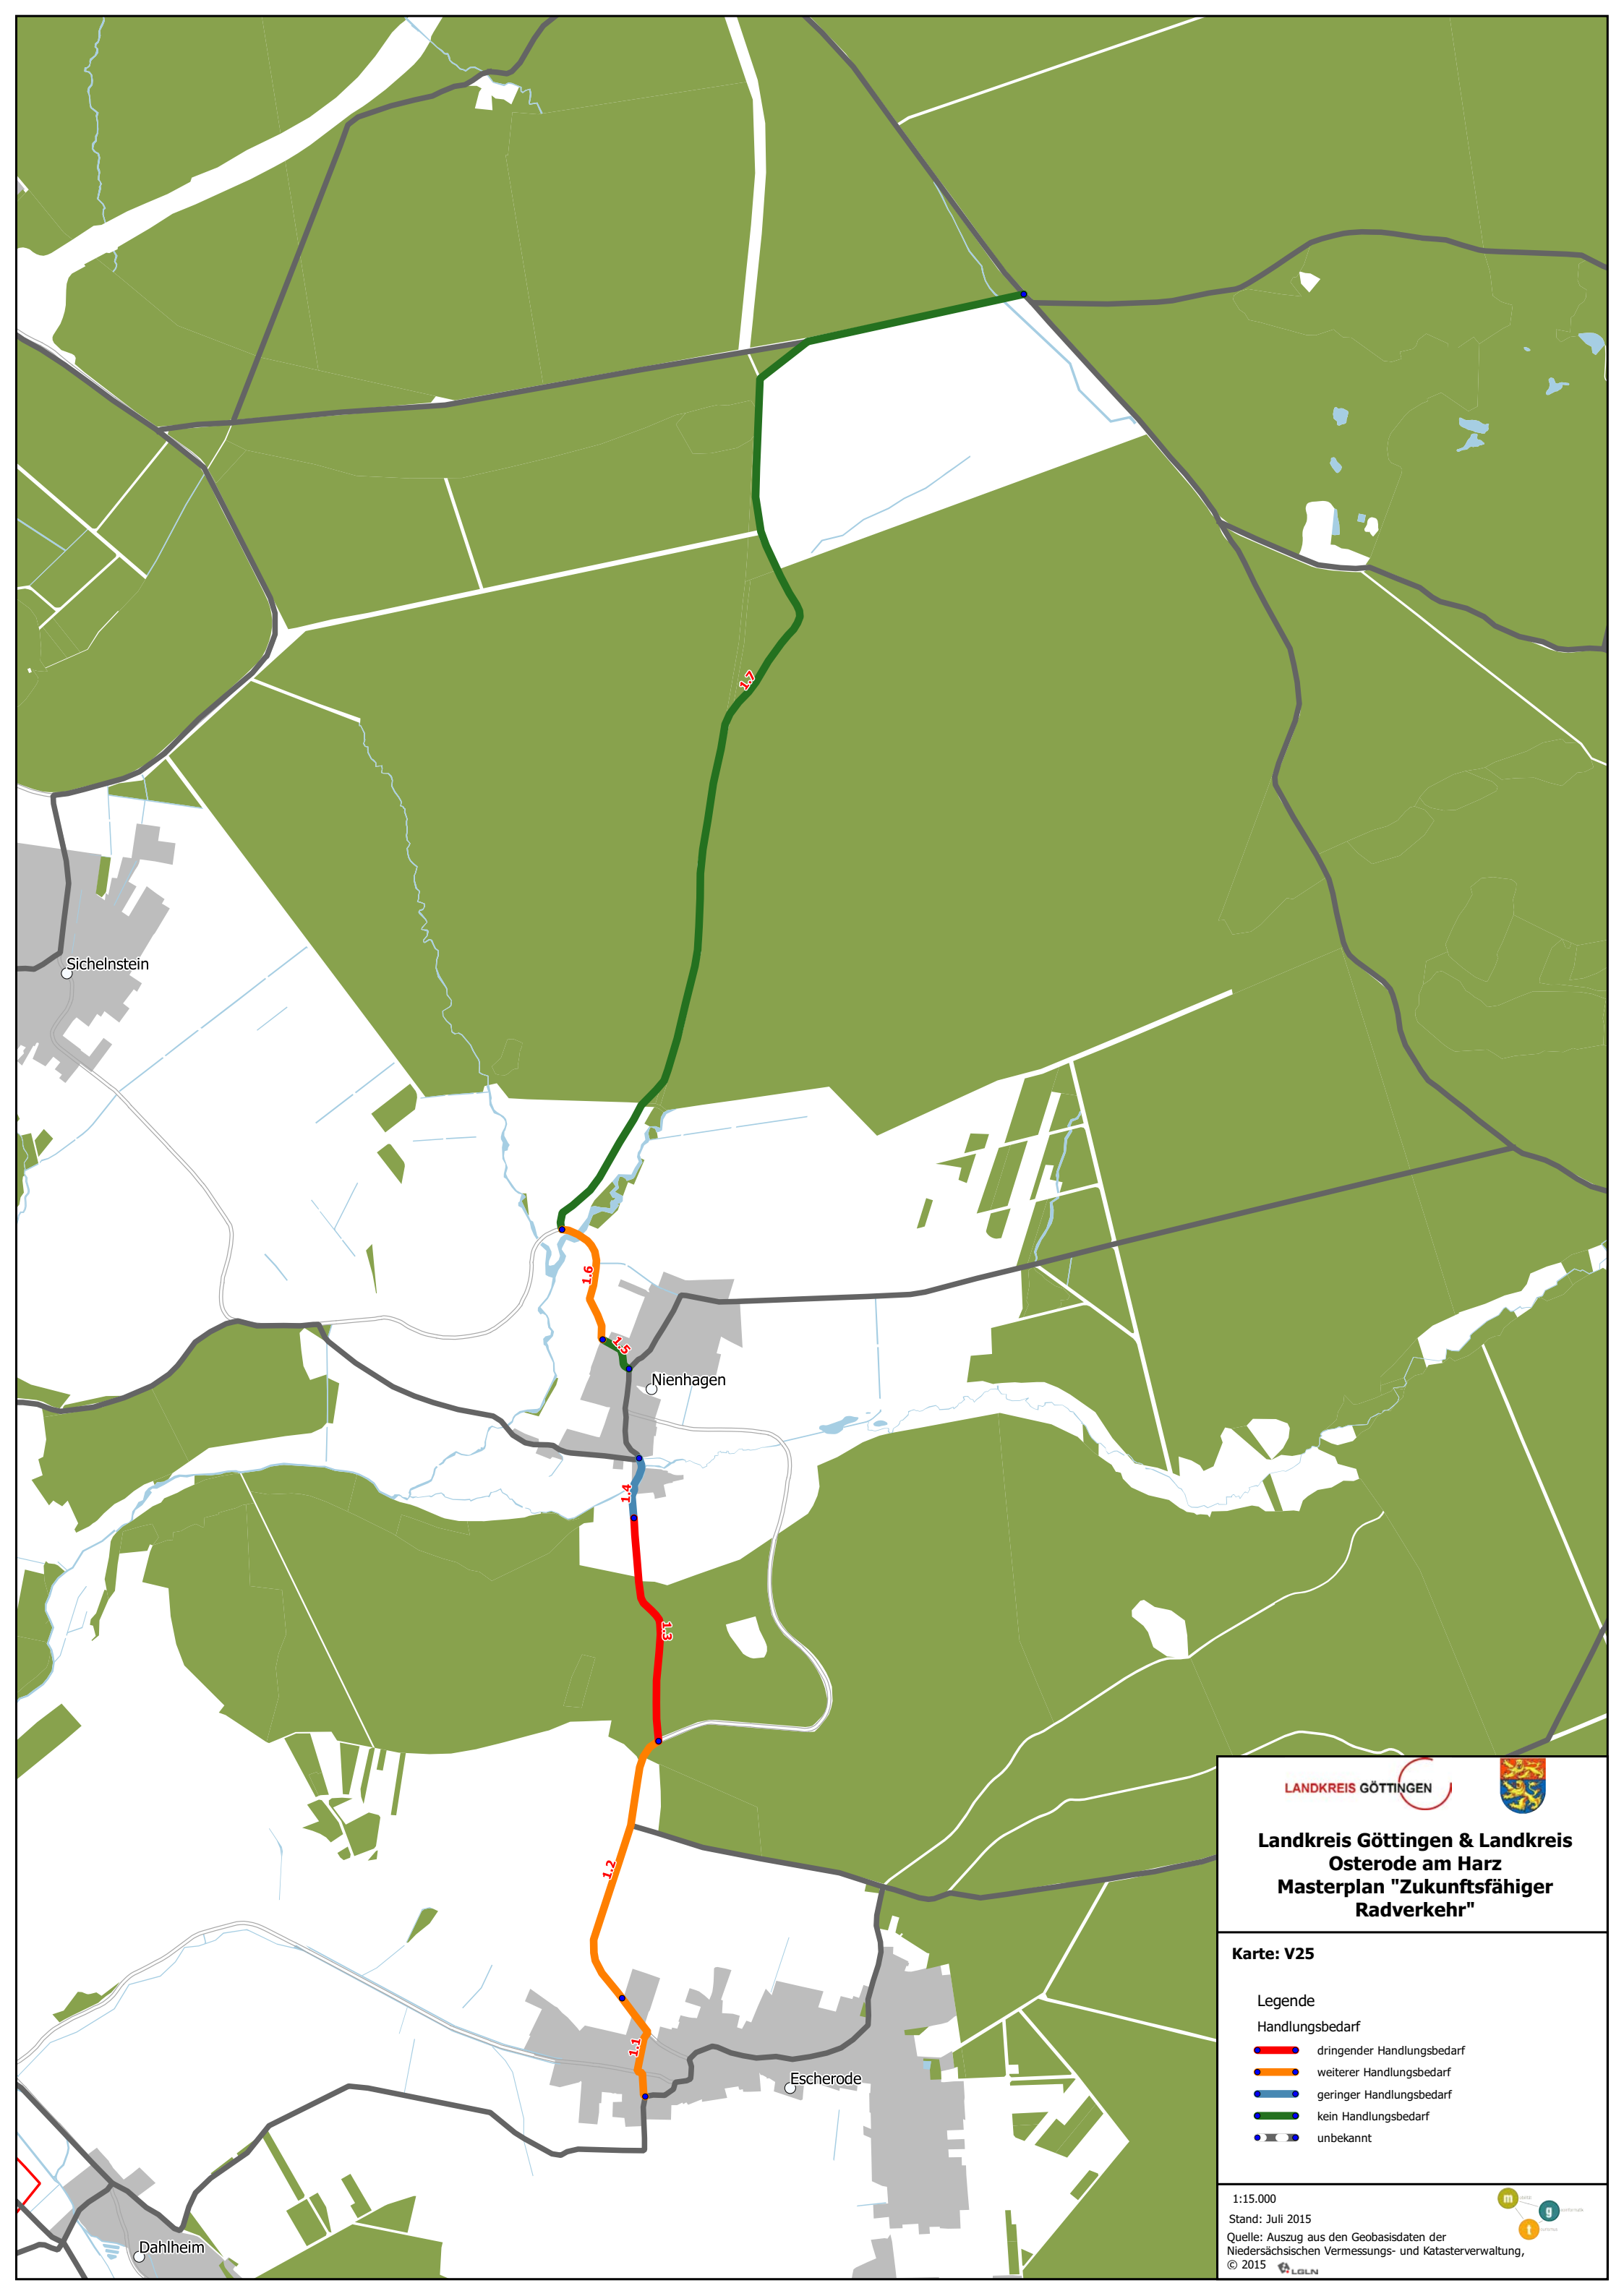 1.7
Sichelnstein
1.6
1.5
Nienhagen
1.4
1.3
1.2
1.1
Escherode
Dahlheim
LANDKREIS GÖTTINGEN
Landkreis Göttingen & Landkreis
Osterode am Harz
Masterplan "Zukunftsfähiger
Radverkehr"
Karte: V25
Legende
Handlungsbedarf
dringender Handlungsbedarf
weiterer Handlungsbedarf
geringer Handlungsbedarf
kein Handlungsbedarf
unbekannt
1:15.000
Stand: Juli 2015
Quelle: Auszug aus den Geobasisdaten der
Niedersächsischen Vermessungs- und Katasterverwaltung,
© 2015 LGLN
m
g
t